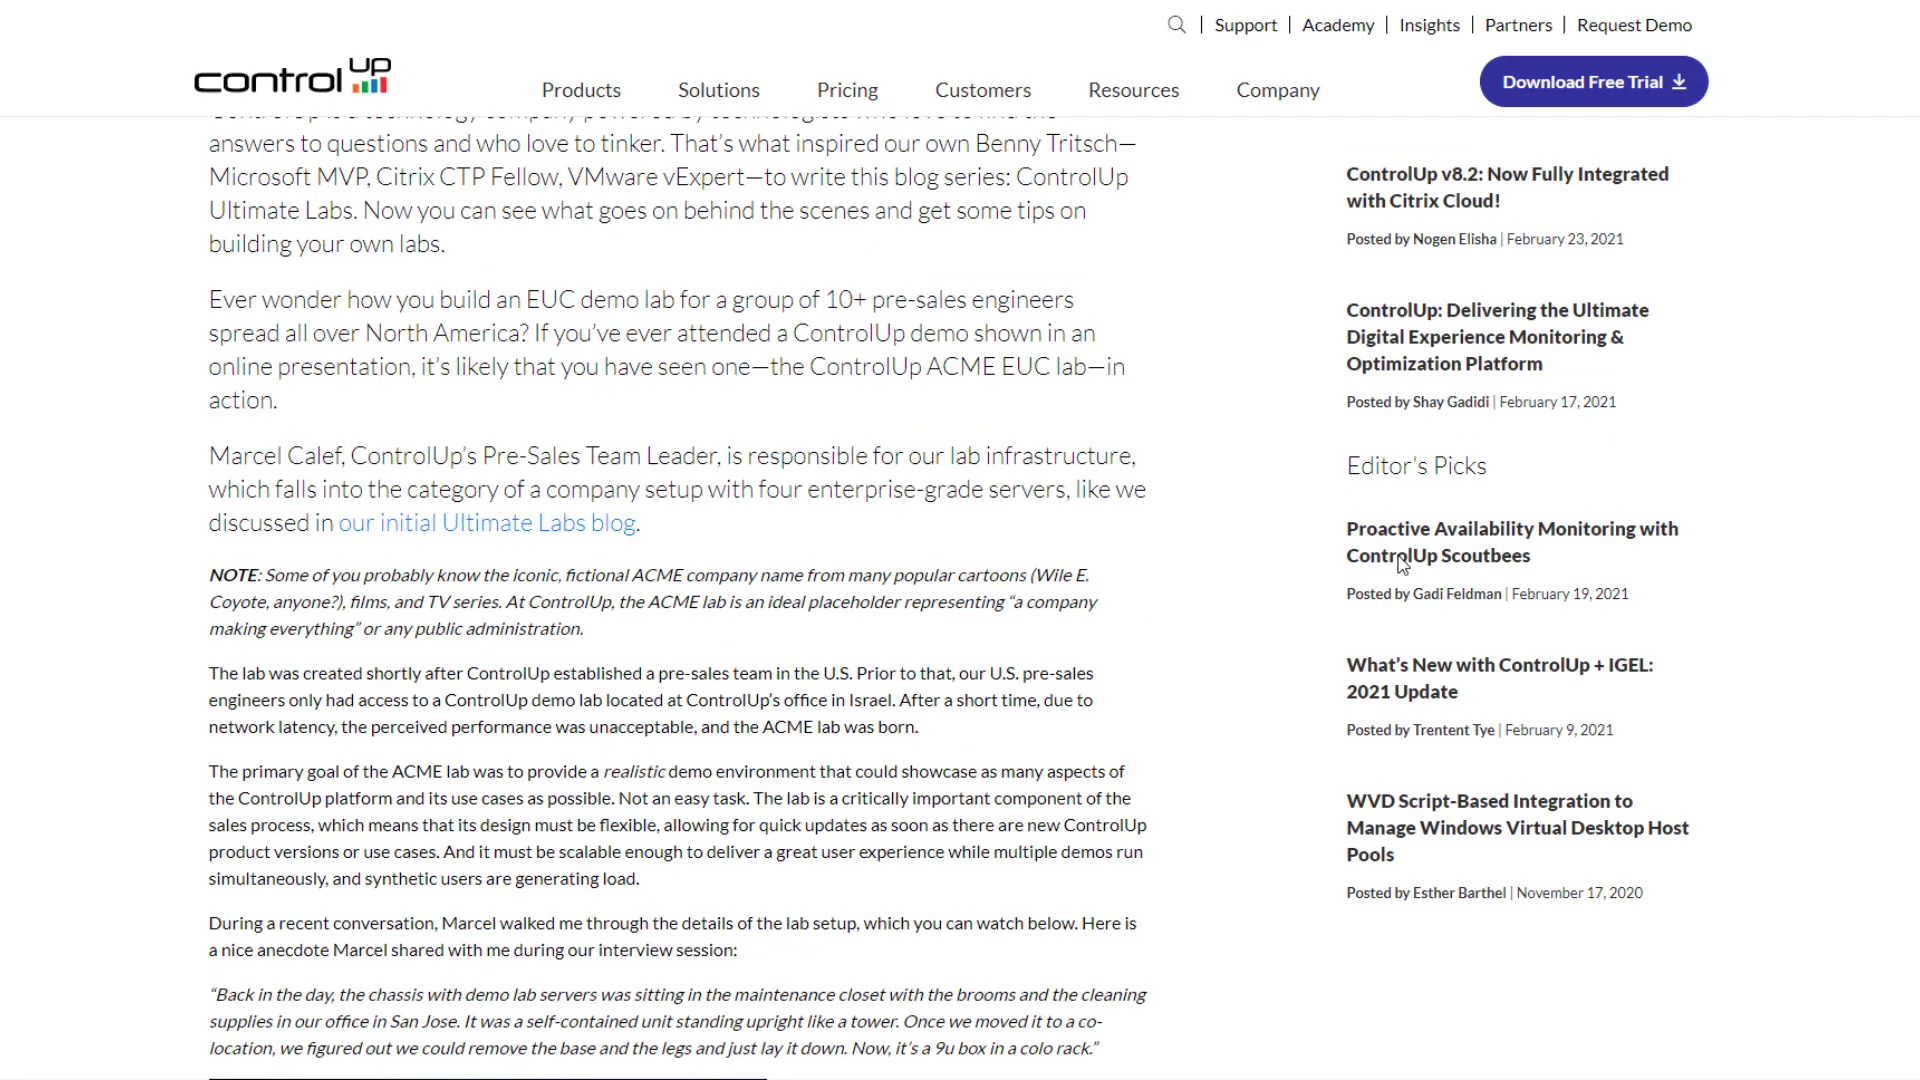 Support | Academy | Insights | Partners | Request Demo
control up
Products
Solutions
Pricing
Customers
Resources
Company
Download Free Trial
answers to questions and who love to tinker. That’s what inspired our own Benny Tritsch—
Microsoft MVP, Citrix CTP Fellow, VMware vExpert—to write this blog series: ControlUp
Ultimate Labs. Now you can see what goes on behind the scenes and get some tips on
building your own labs.
Ever wonder how you build an EUC demo lab for a group of 10+ pre-sales engineers
spread all over North America? If you’ve ever attended a ControlUp demo shown in an
online presentation, it’s likely that you have seen one—the ControlUp ACME EUC lab—in
action.
Marcel Calef, ControlUp’s Pre-Sales Team Leader, is responsible for our lab infrastructure,
which falls into the category of a company setup with four enterprise-grade servers, like we
discussed in our initial Ultimate Labs blog.
NOTE: Some of you probably know the iconic, fictional ACME company name from many popular cartoons (Wile E.
Coyote, anyone?), films, and TV series. At ControlUp, the ACME lab is an ideal placeholder representing “a company
making everything” or any public administration.
The lab was created shortly after ControlUp established a pre-sales team in the U.S. Prior to that, our U.S. pre-sales
engineers only had access to a ControlUp demo lab located at ControlUp’s office in Israel. After a short time, due to
network latency, the perceived performance was unacceptable, and the ACME lab was born.
The primary goal of the ACME lab was to provide a realistic demo environment that could showcase as many aspects of
the ControlUp platform and its use cases as possible. Not an easy task. The lab is a critically important component of the
sales process, which means that its design must be flexible, allowing for quick updates as soon as there are new ControlUp
product versions or use cases. And it must be scalable enough to deliver a great user experience while multiple demos run
simultaneously, and synthetic users are generating load.
During a recent conversation, Marcel walked me through the details of the lab setup, which you can watch below. Here is
a nice anecdote Marcel shared with me during our interview session:
“Back in the day, the chassis with demo lab servers was sitting in the maintenance closet with the brooms and the cleaning
supplies in our office in San Jose. It was a self-contained unit standing upright like a tower. Once we moved it to a co-
location, we figured out we could remove the base and the legs and just lay it down. Now, it’s a 9u box in a colo rack.”
ControlUp v8.2: Now Fully Integrated
with Citrix Cloud!
Posted by Nogen Elisha | February 23, 2021
ControlUp: Delivering the Ultimate
Digital Experience Monitoring &
Optimization Platform
Posted by Shay Gadidi | February 17, 2021
Editor's Picks
Proactive Availability Monitoring with
ControlUp Scoutbees
Posted by Gadi Feldman | February 19, 2021
What’s New with ControlUp + IGEL:
2021 Update
Posted by Trentent Tye | February 9, 2021
WVD Script-Based Integration to
Manage Windows Virtual Desktop Host
Pools
Posted by Esther Barthel | November 17, 2020